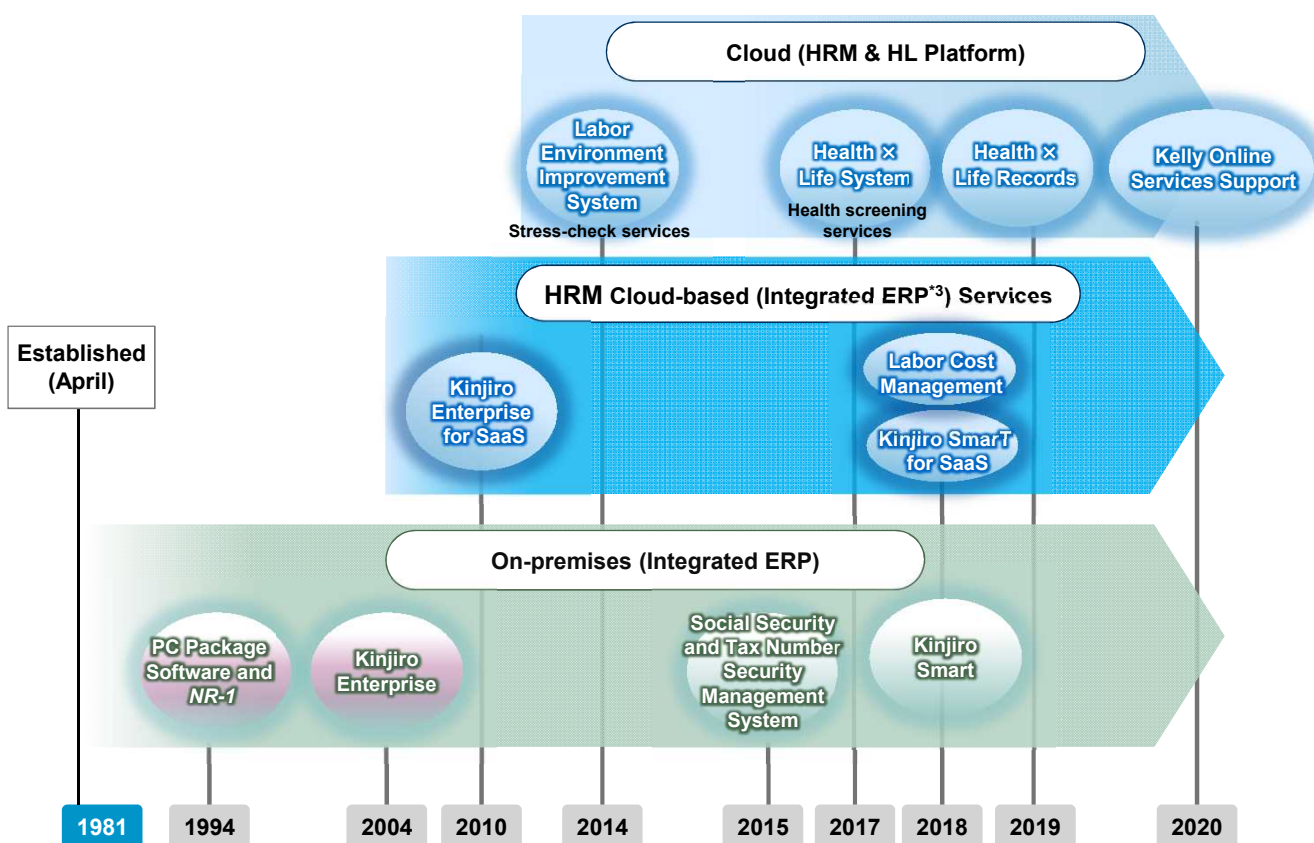 Cloud (HRM & HL Platform)
Labor
Environment
Improvement
System
Stress-check services
Health ×
Life System
Health screening
services
Health ×
Life Records
Kelly Online
Services Support
HRM Cloud-based (Integrated ERP*3) Services
Established
(April)
Kinjiro
Enterprise
for SaaS
Labor Cost
Management
Kinjiro SmarT
for SaaS
On-premises (Integrated ERP)
PC Package
Software and
NR-1
Kinjiro
Enterprise
Social Security
and Tax Number
Security
Management
System
Kinjiro
Smart
1981
1994
2004
2010
2014
2015
2017
2018
2019
2020